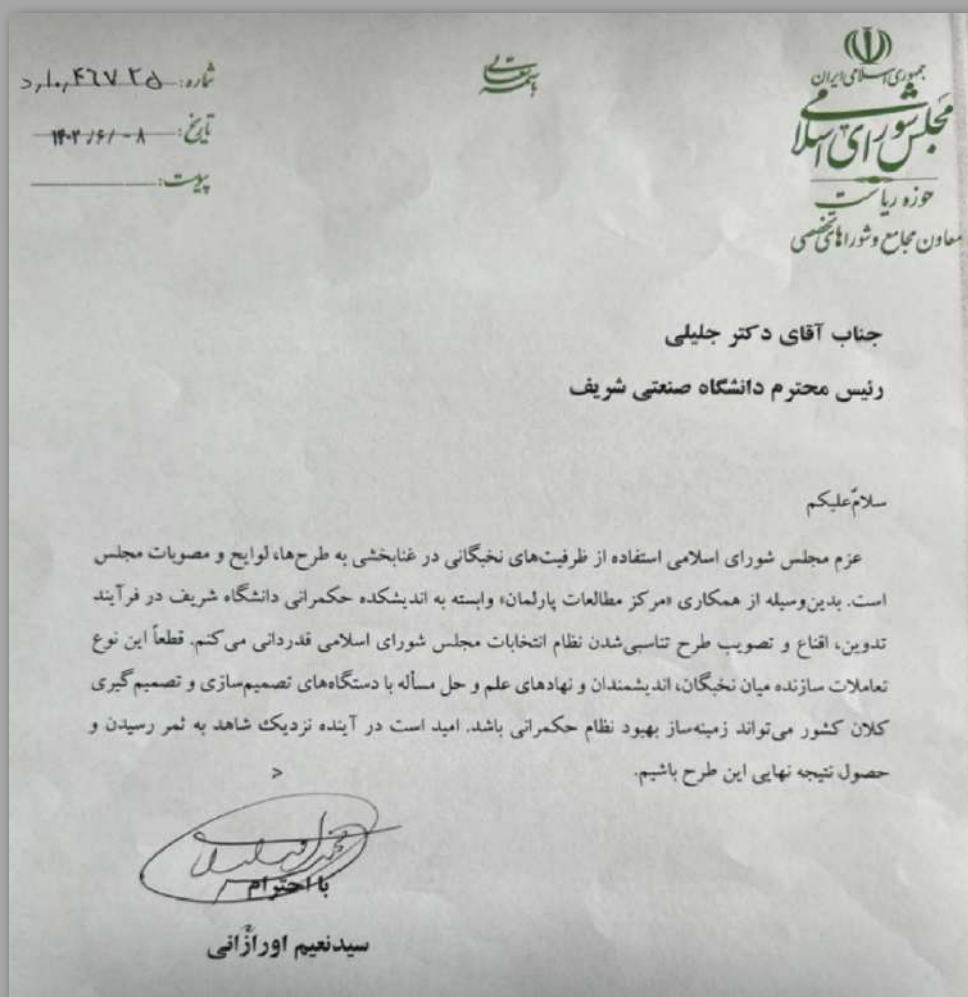 جمهوری اسلامی ایران
مجلس شورای اسلامی
حوزه ریاست
معاون مجامع و شوراهای تخصصی
باسمه تعالی
شماره:
تاریخ: ۱۴۰۲/۶/-۸
پیوست:
جناب آقای دکتر جلیلی
رئیس محترم دانشگاه صنعتی شریف
سلامٌ‌علیکم
عزم مجلس شورای اسلامی استفاده از ظرفیت‌های نخبگانی در غنابخشی به طرح‌ها، لوایح و مصوبات مجلس
است. بدین‌وسیله از همکاری «مرکز مطالعات پارلمان» وابسته به اندیشکده حکمرانی دانشگاه شریف در فرآیند
تدوین، اقناع و تصویب طرح تناسبی‌شدن نظام انتخابات مجلس شورای اسلامی قدردانی می‌کنم. قطعاً این نوع
تعاملات سازنده میان نخبگان، اندیشمندان و نهادهای علم و حل مسأله با دستگاه‌های تصمیم‌سازی و تصمیم‌گیری
کلان کشور می‌تواند زمینه‌ساز بهبود نظام حکمرانی باشد. امید است در آینده نزدیک شاهد به ثمر رسیدن و
حصول نتیجه نهایی این طرح باشیم.
با احترام
سیدنعیم اورازانی